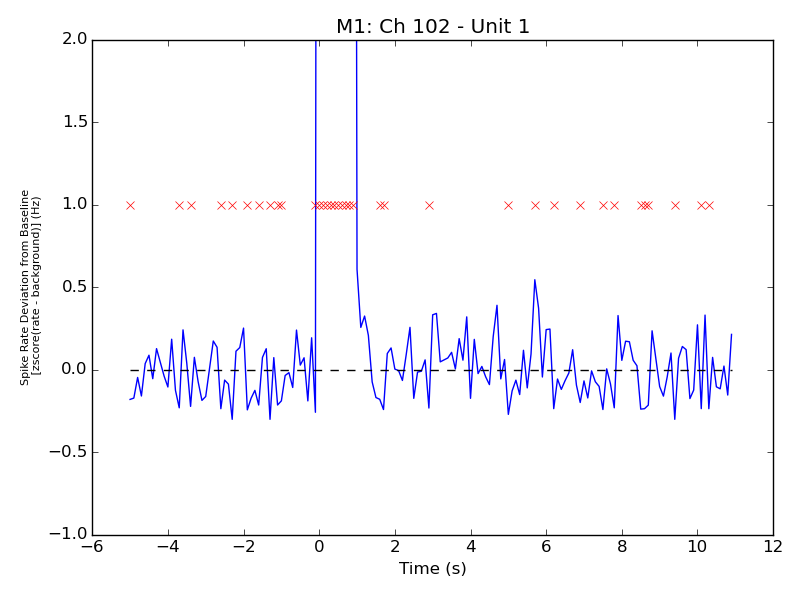 M1: Ch 102 - Unit 1
2.0
1.5
1.0
0.5
0.0
−0.5
−1.0
Spike Rate Deviation from Baseline
[zscore(rate - background)] (Hz)
−6 −4 −2 0 2 4 6 8 10 12
Time (s)